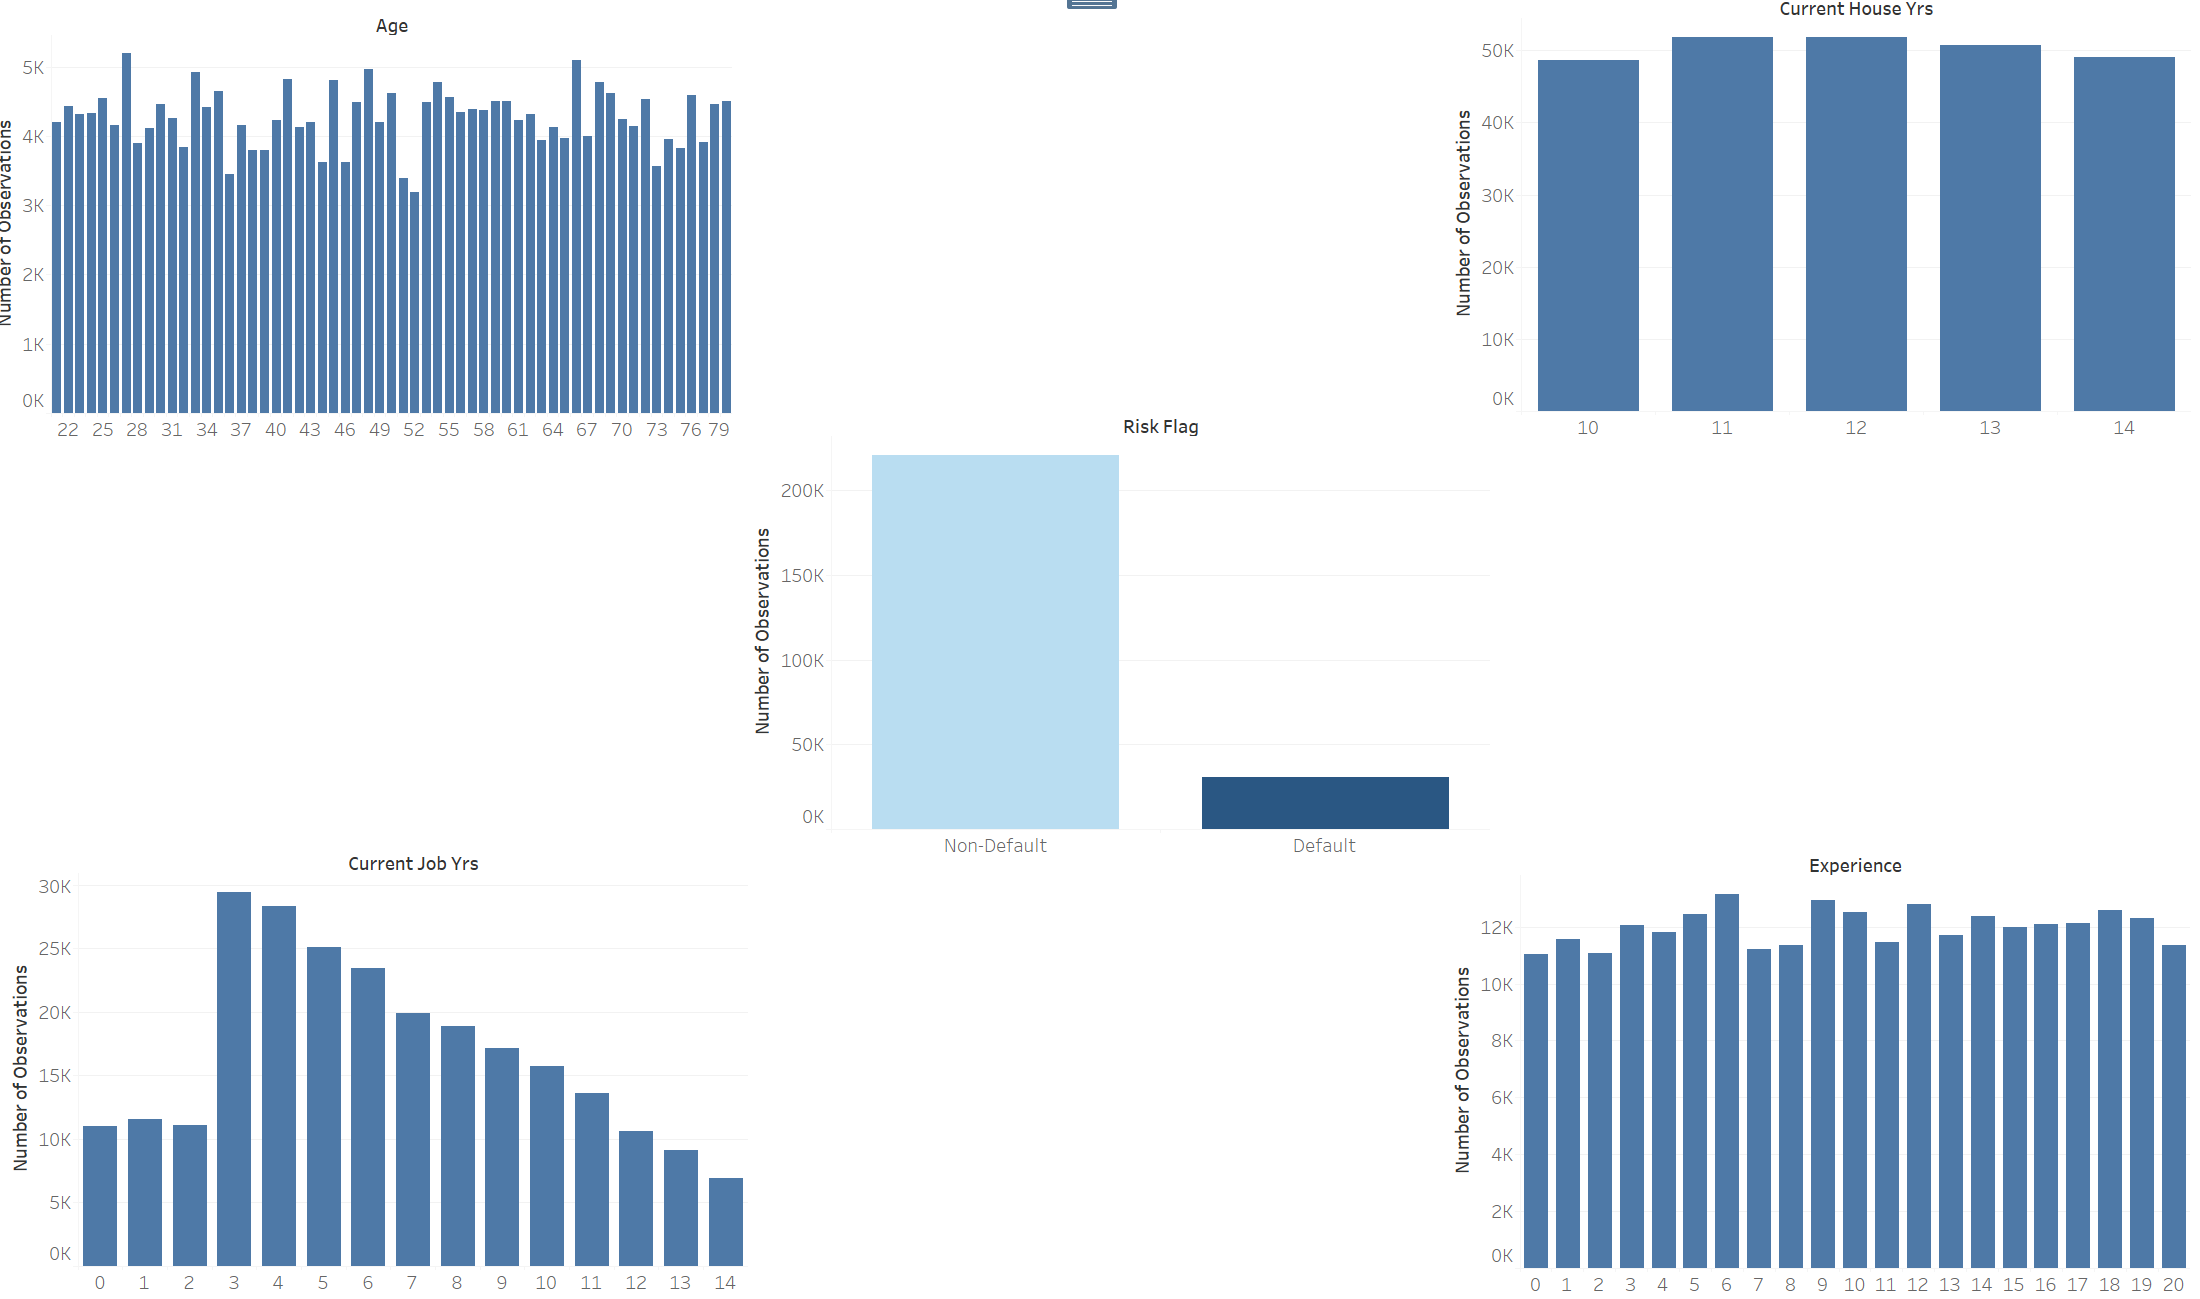 Age
Number of Observations
5K
4K
3K
2K
1K
0K
22 25 28 31 34 37 40 43 46 49 52 55 58 61 64 67 70 73 76 79
Current House Yrs
Number of Observations
50K
40K
30K
20K
10K
0K
10 11 12 13 14
Risk Flag
Number of Observations
200K
150K
100K
50K
0K
Non-Default Default
Current Job Yrs
Number of Observations
30K
25K
20K
15K
10K
5K
0K
0 1 2 3 4 5 6 7 8 9 10 11 12 13 14
Experience
Number of Observations
12K
10K
8K
6K
4K
2K
0K
0 1 2 3 4 5 6 7 8 9 10 11 12 13 14 15 16 17 18 19 20